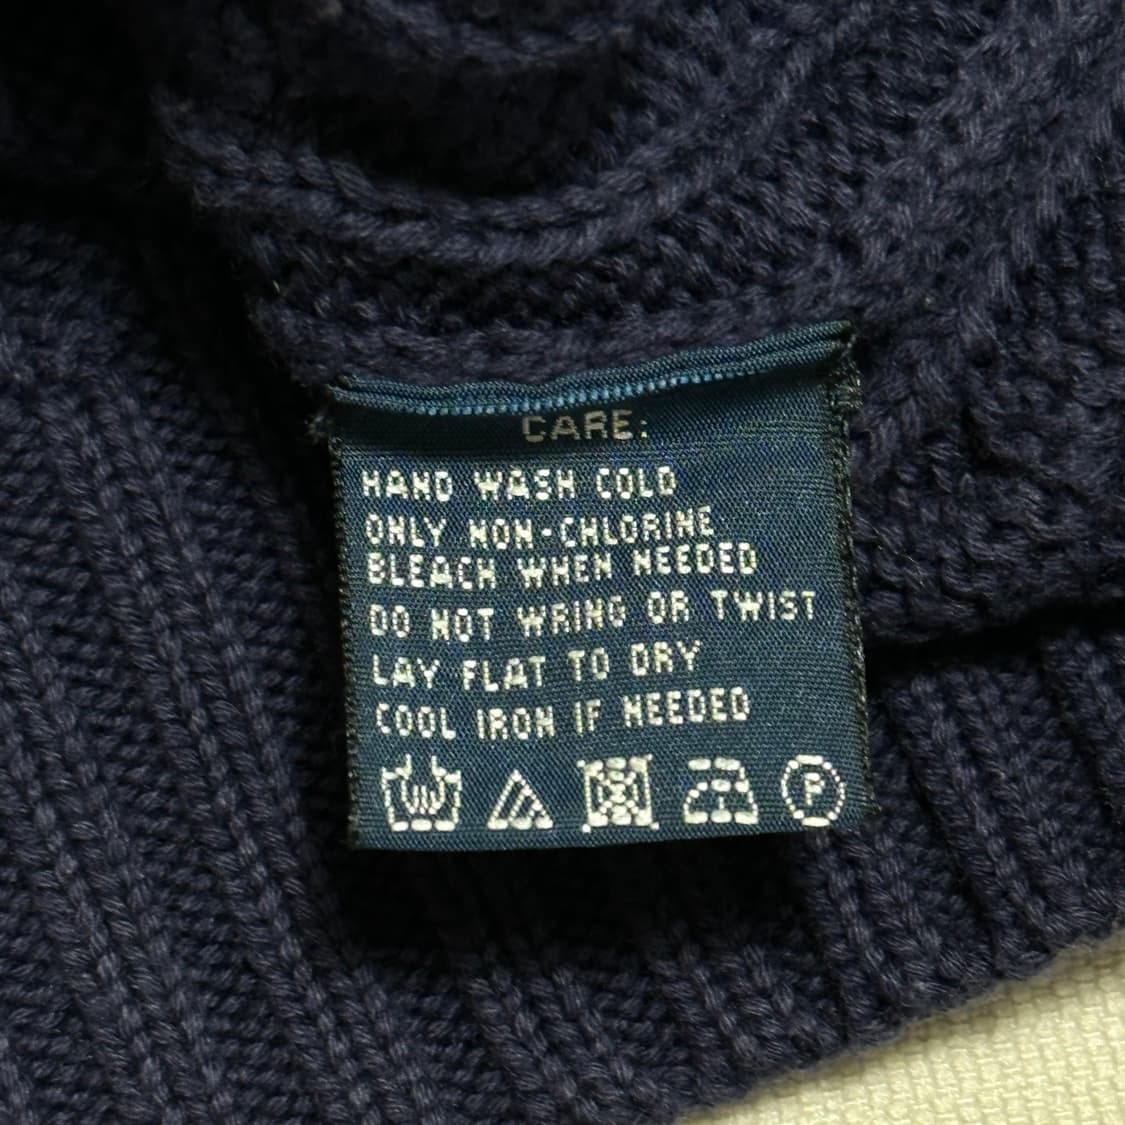 CARE:
HAND WASH COLD
ONLY NON-CHLORINE
BLEACH WHEN NEEDED
DO NOT WRING OR TWIST
LAY FLAT TO DRY
COOL IRON IF NEEDED
P